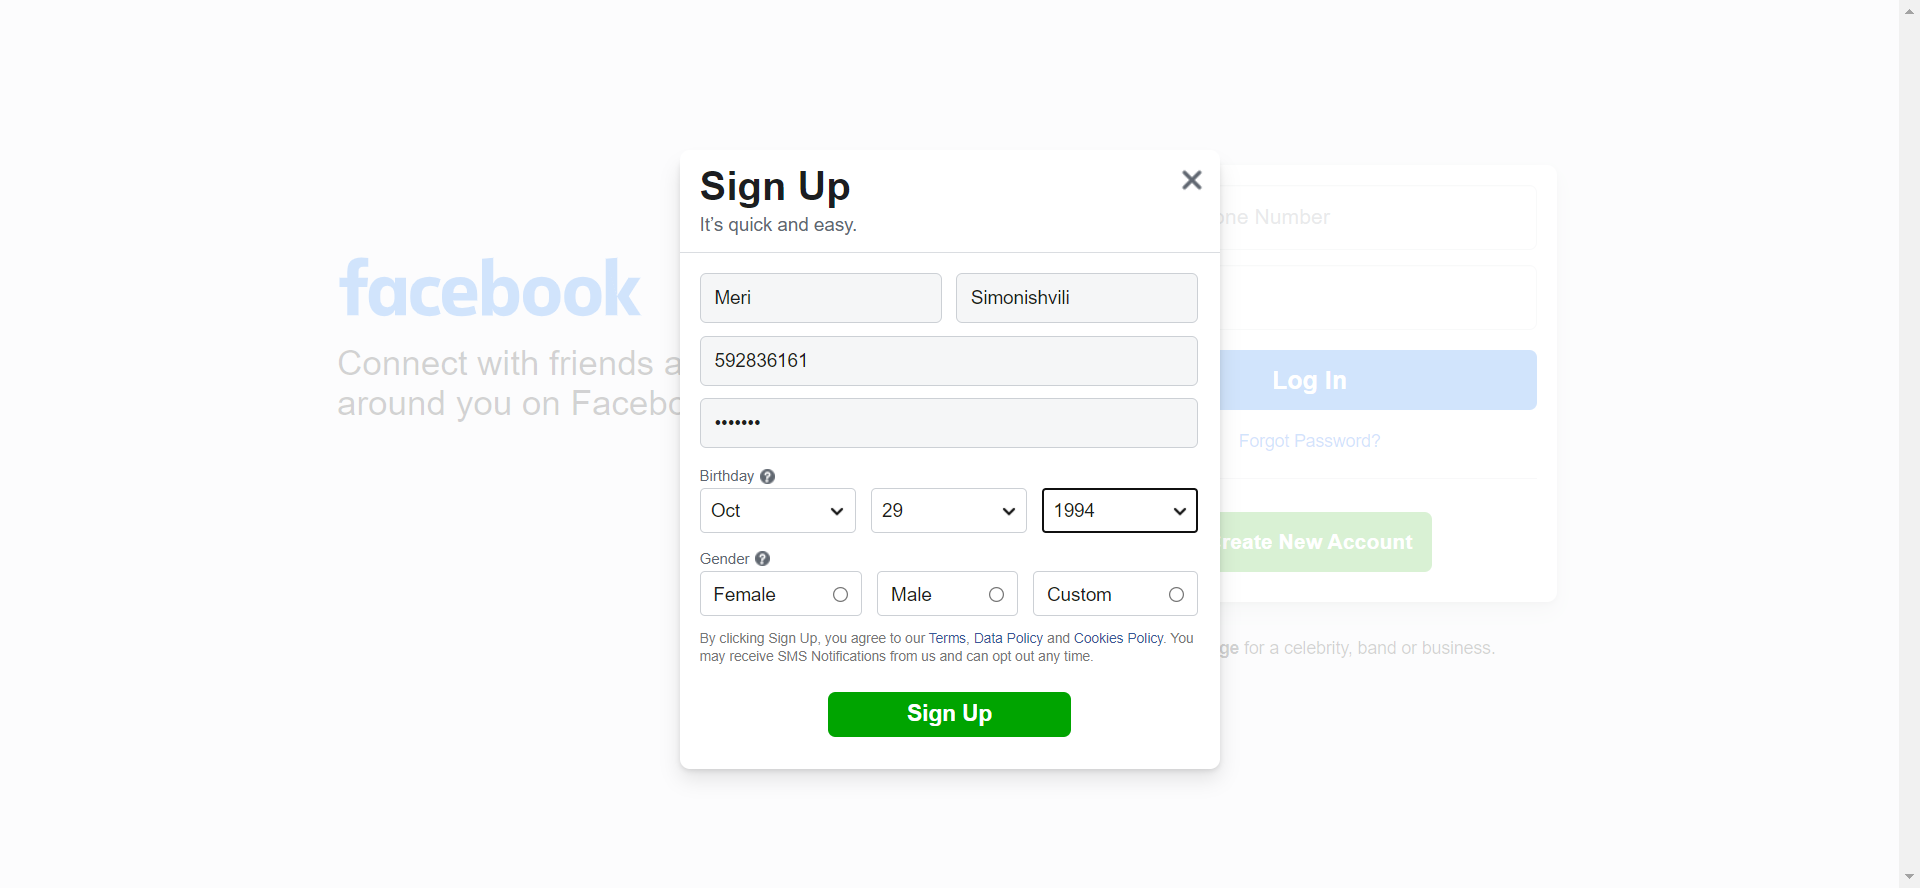 Sign Up
It's quick and easy.
facebook
Connect with friends a
around you on Facebo
Meri
Simonishvili
592836161
•••••••
Birthday ?
Oct
29
1994
Gender ?
Female
Male
Custom
By clicking Sign Up, you agree to our Terms, Data Policy and Cookies Policy. You
may receive SMS Notifications from us and can opt out any time.
Sign Up
one Number
Log In
Forgot Password?
reate New Account
ge for a celebrity, band or business.